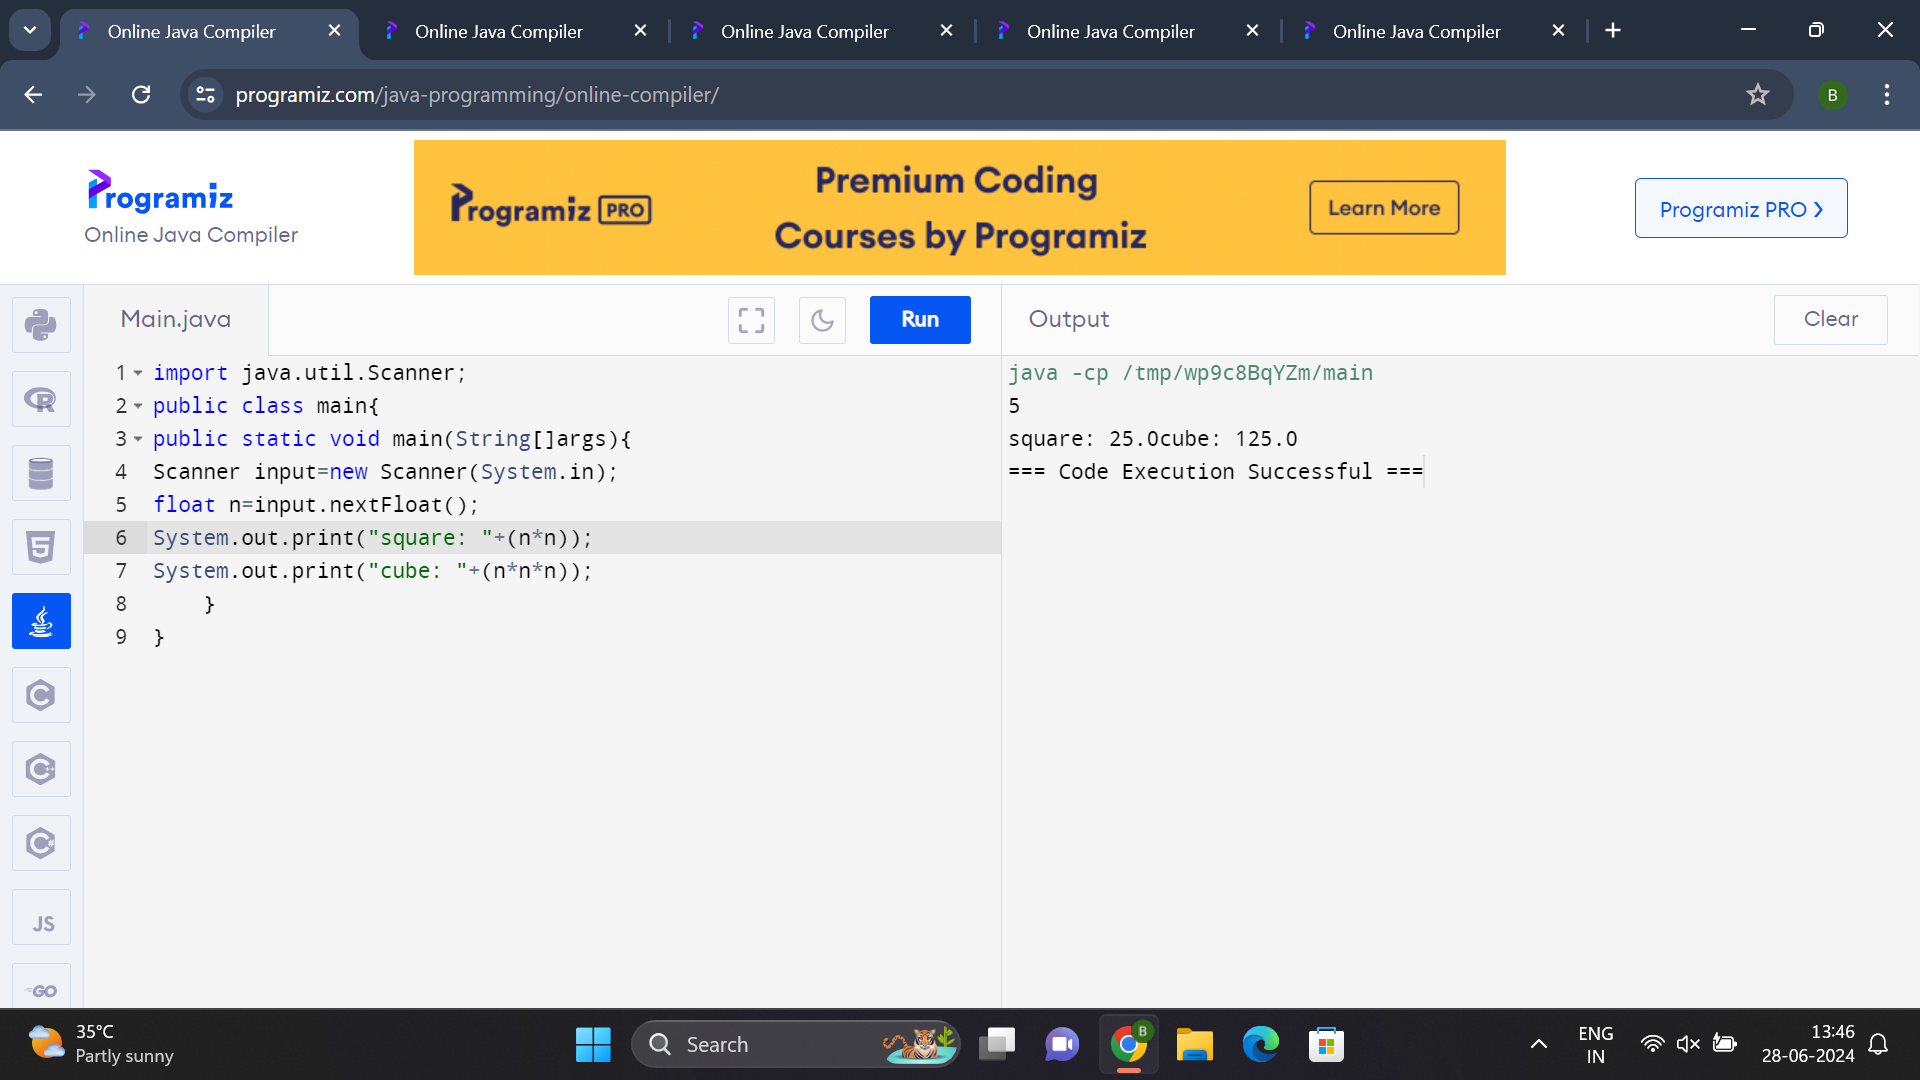 Online Java Compiler
Online Java Compiler
Online Java Compiler
Online Java Compiler
Online Java Compiler
programiz.com/java-programming/online-compiler/
B
Programiz
Online Java Compiler
Programiz PRO
Premium Coding
Courses by Programiz
Learn More
Programiz PRO
Main.java
Run
Output
Clear
1 import java.util.Scanner;
2 public class main{
3 public static void main(String[]args){
4 Scanner input=new Scanner(System.in);
5 float n=input.nextFloat();
6 System.out.print("square: "+(n*n));
7 System.out.print("cube: "+(n*n*n));
8     }
9 }
java -cp /tmp/wp9c8BqYZm/main
5
square: 25.0cube: 125.0
=== Code Execution Successful ===
R
5
C
C++
C#
JS
GO
35°C
Partly sunny
Search
B
ENG
IN
13:46
28-06-2024